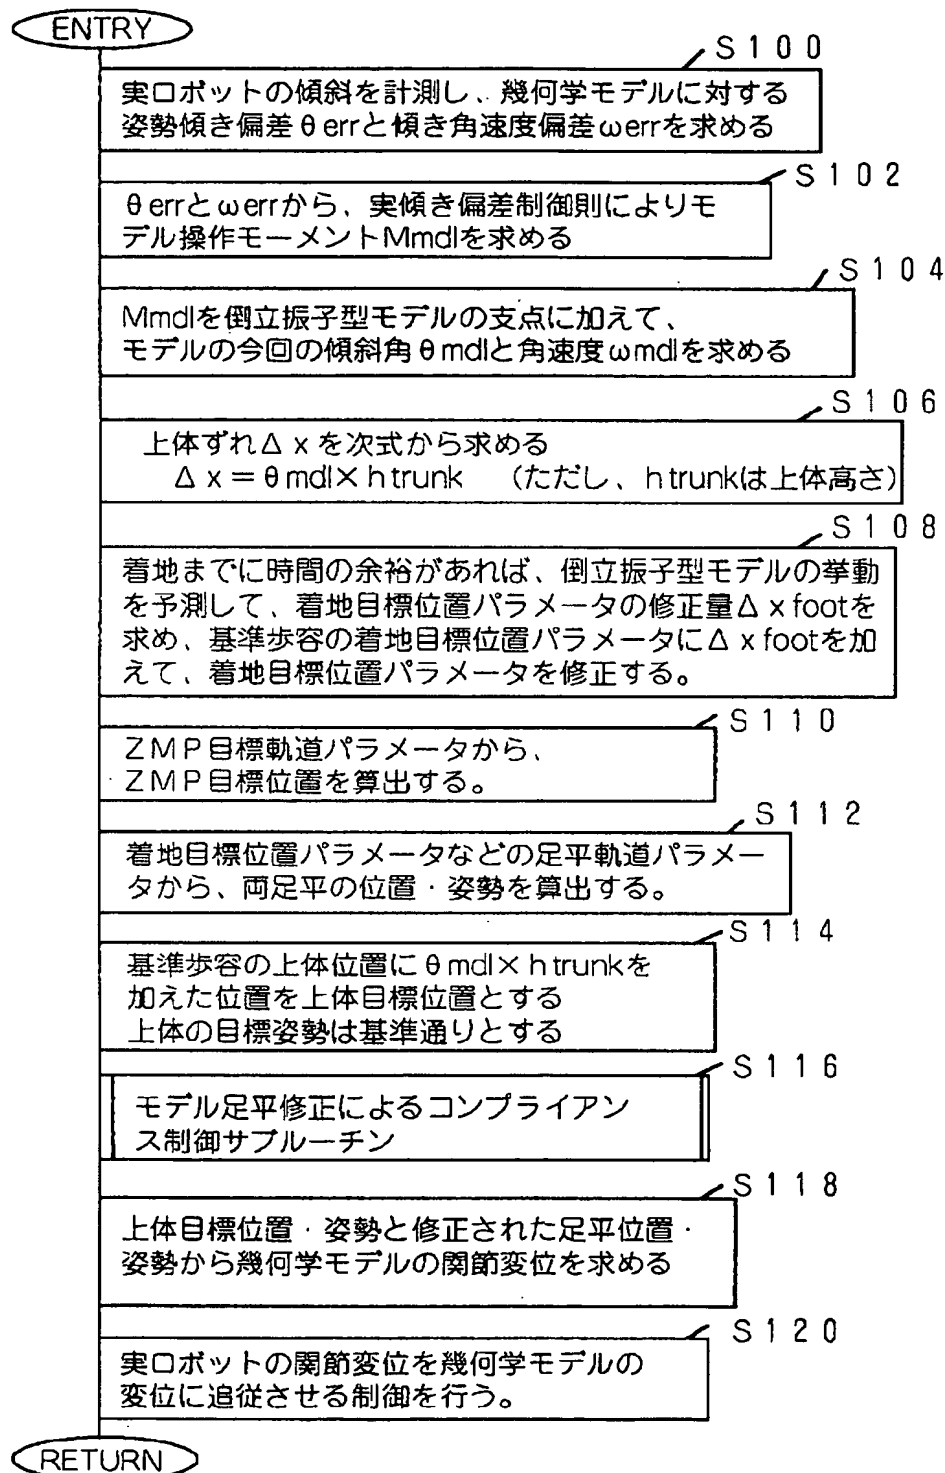 ENTRY
S100
実ロボットの傾斜を計測し、幾何学モデルに対する
姿勢傾き偏差θerrと傾き角速度偏差ωerrを求める
S102
θerrとωerrから、実傾き偏差制御則によりモ
デル操作モーメントMmdlを求める
S104
Mmdlを倒立振子型モデルの支点に加えて、
モデルの今回の傾斜角θmdlと角速度ωmdlを求める
S106
上体ずれΔxを次式から求める
Δx=θmdl×htrunk (ただし、htrunkは上体高さ)
S108
着地までに時間の余裕があれば、倒立振子型モデルの挙動
を予測して、着地目標位置パラメータの修正量Δxfootを
求め、基準歩容の着地目標位置パラメータにΔxfootを加
えて、着地目標位置パラメータを修正する。
S110
ZMP目標軌道パラメータから、
ZMP目標位置を算出する。
S112
着地目標位置パラメータなどの足平軌道パラメー
タから、両足平の位置・姿勢を算出する。
S114
基準歩容の上体位置にθmdl×htrunkを
加えた位置を上体目標位置とする
上体の目標姿勢は基準通りとする
S116
モデル足平修正によるコンプライアン
ス制御サブルーチン
S118
上体目標位置・姿勢と修正された足平位置・
姿勢から幾何学モデルの関節変位を求める
S120
実ロボットの関節変位を幾何学モデルの
変位に追従させる制御を行う。
RETURN